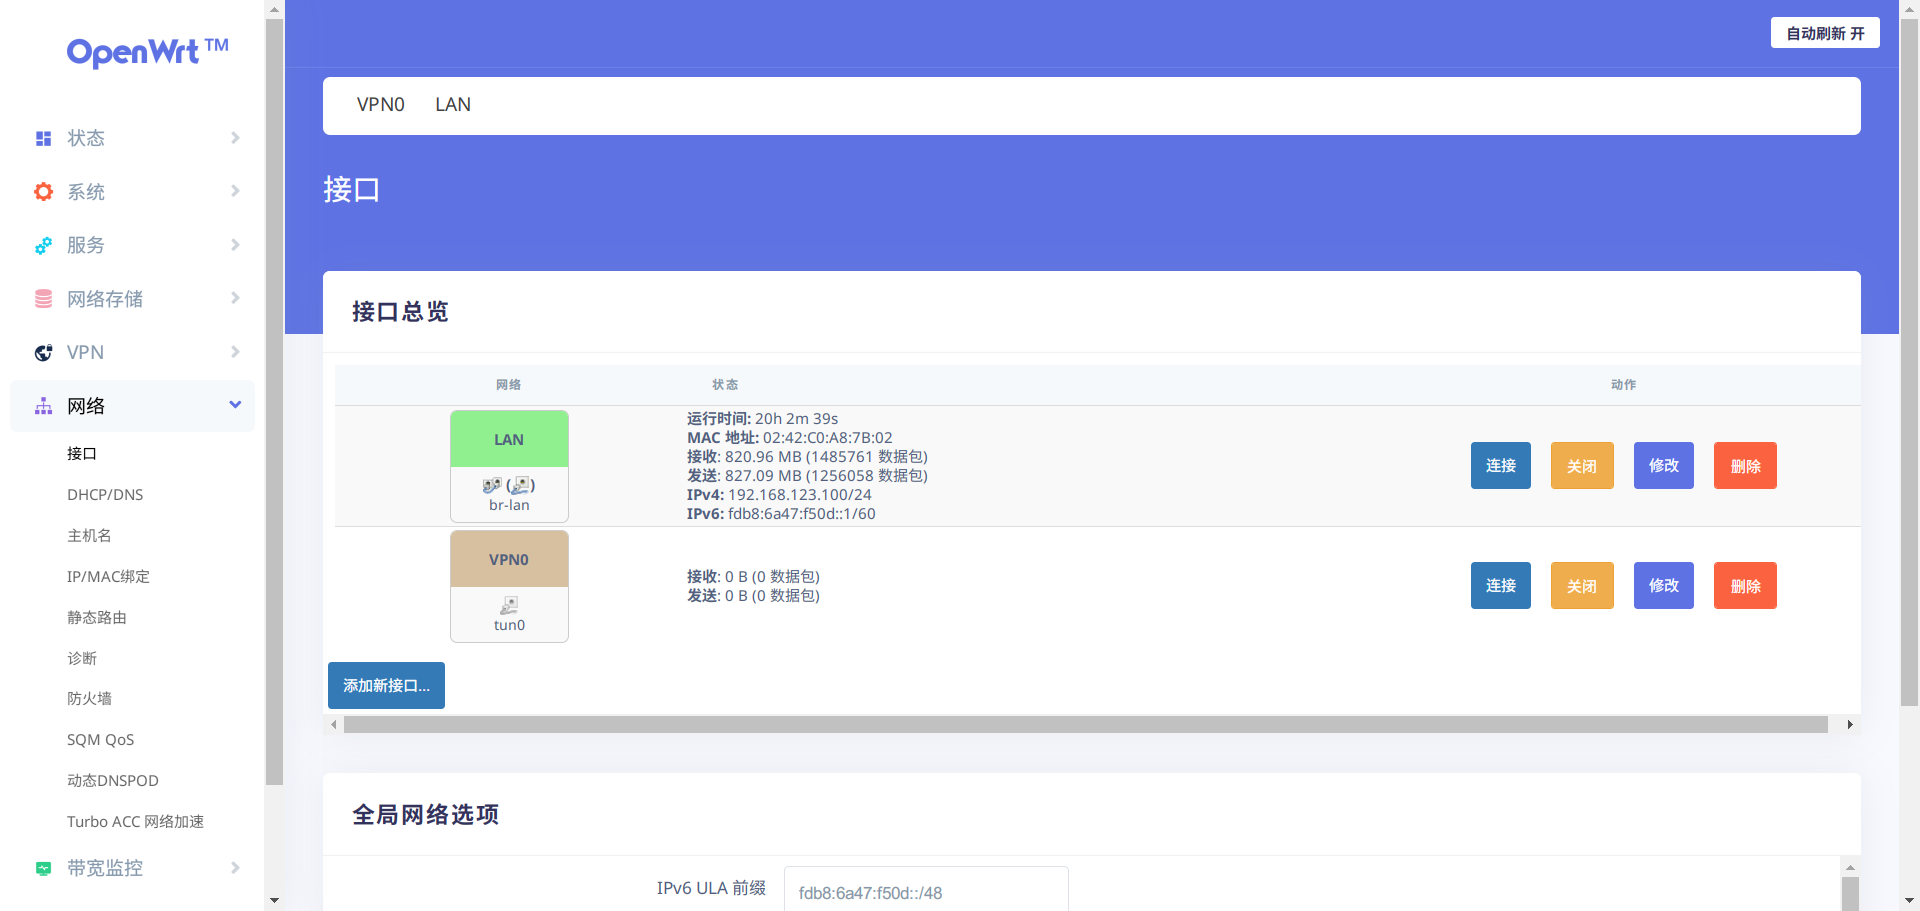 OpenWrt™
状态
系统
服务
网络存储
VPN
网络
接口
DHCP/DNS
主机名
IP/MAC绑定
静态路由
诊断
防火墙
SQM QoS
动态DNSPOD
Turbo ACC 网络加速
带宽监控
自动刷新 开
VPN0 LAN
接口
接口总览
网络 状态 动作
LAN
(
)
br-lan
运行时间: 20h 2m 39s
MAC 地址: 02:42:C0:A8:7B:02
接收: 820.96 MB (1485761 数据包)
发送: 827.09 MB (1256058 数据包)
IPv4: 192.168.123.100/24
IPv6: fdb8:6a47:f50d::1/60
连接 关闭 修改 删除
VPN0
tun0
接收: 0 B (0 数据包)
发送: 0 B (0 数据包)
连接 关闭 修改 删除
添加新接口...
全局网络选项
IPv6 ULA 前缀 fdb8:6a47:f50d::/48